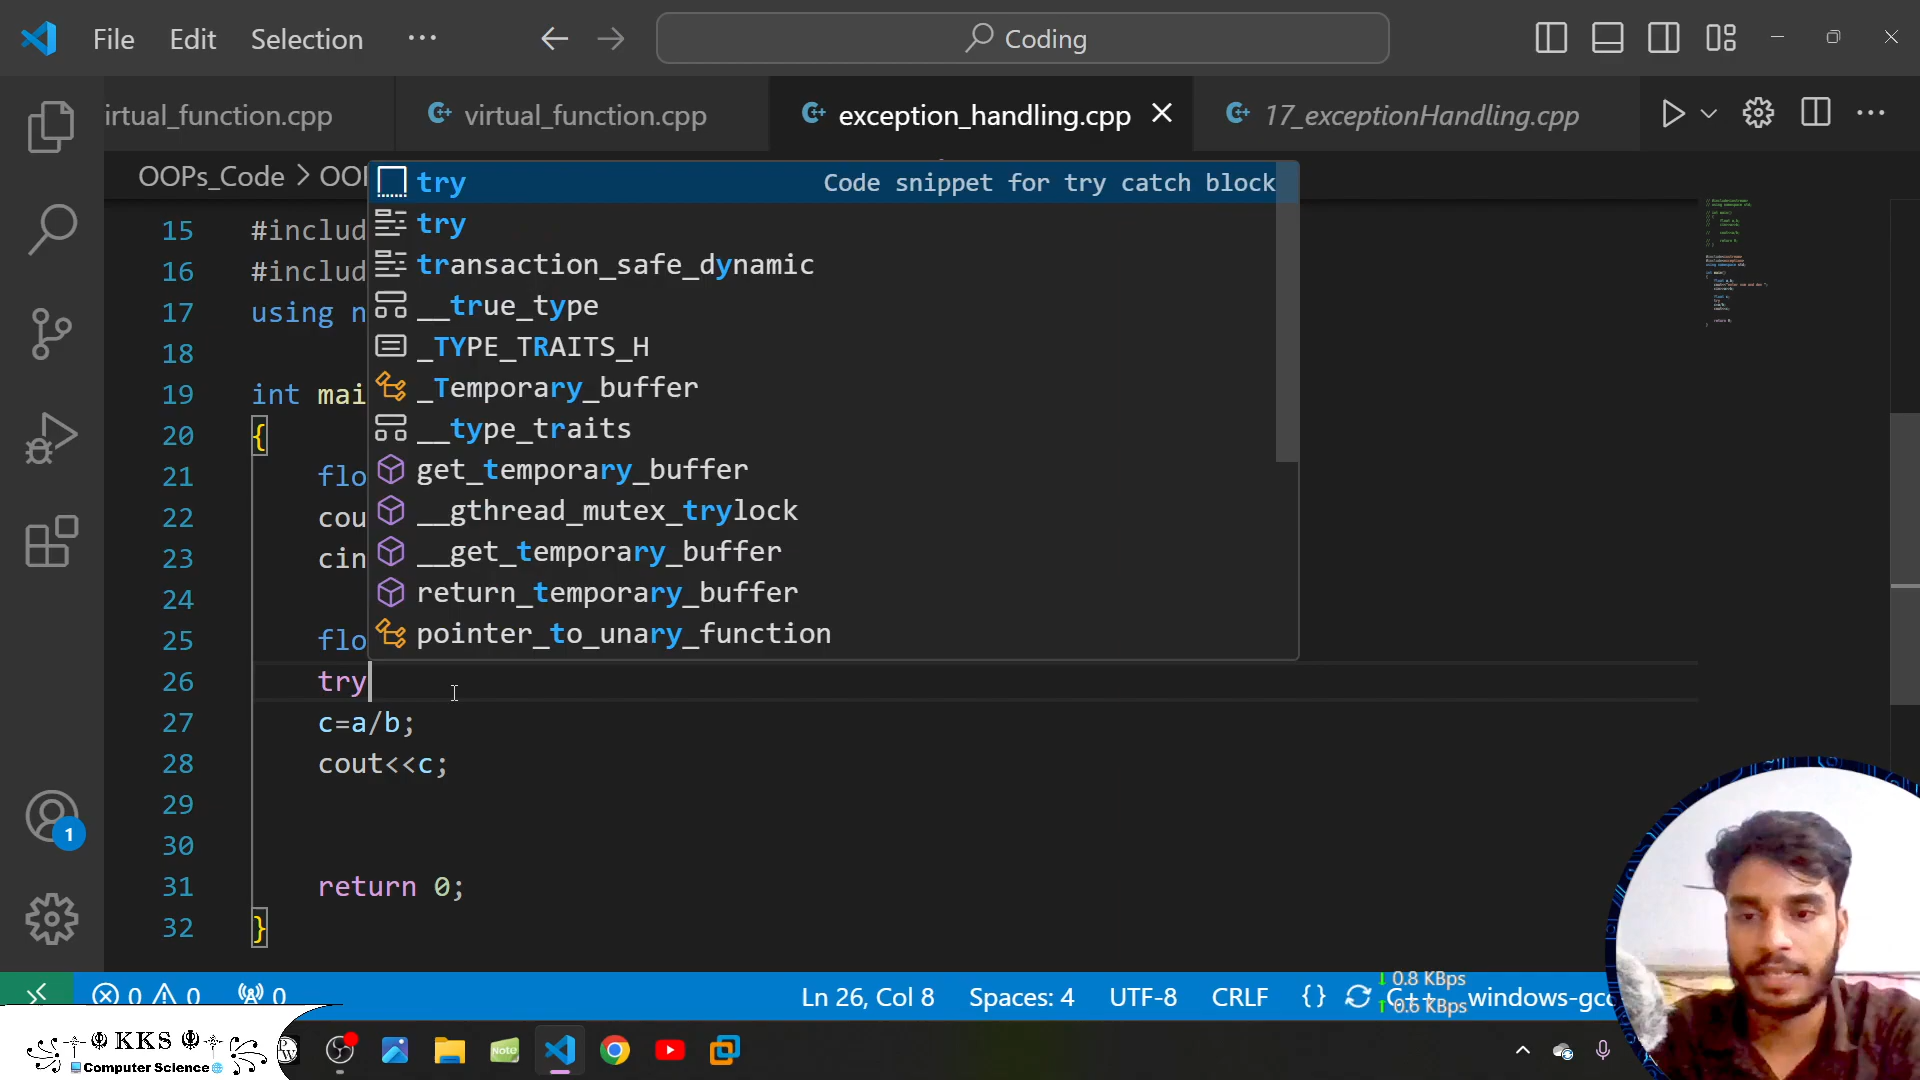 File Edit Selection ··· Coding
irtual_function.cpp virtual_function.cpp exception_handling.cpp 17_exceptionHandling.cpp
OOPs_Code > OOP
try Code snippet for try catch block
try
transaction_safe_dynamic
__true_type
_TYPE_TRAITS_H
_Temporary_buffer
__type_traits
get_temporary_buffer
__gthread_mutex_trylock
__get_temporary_buffer
return_temporary_buffer
pointer_to_unary_function
15 #includ
16 #includ
17 using n
18
19 int mai
20 {
21 flo
22 cou
23 cin
24
25 flo
26 try
27 c=a/b;
28 cout<<c;
29
30
31 return 0;
32 }
1
0 0 0 Ln 26, Col 8 Spaces: 4 UTF-8 CRLF {} C++ windows-gcc
↓ 0.8 KBps
↑ 0.6 KBps
KKS
Computer Science
PW
Note